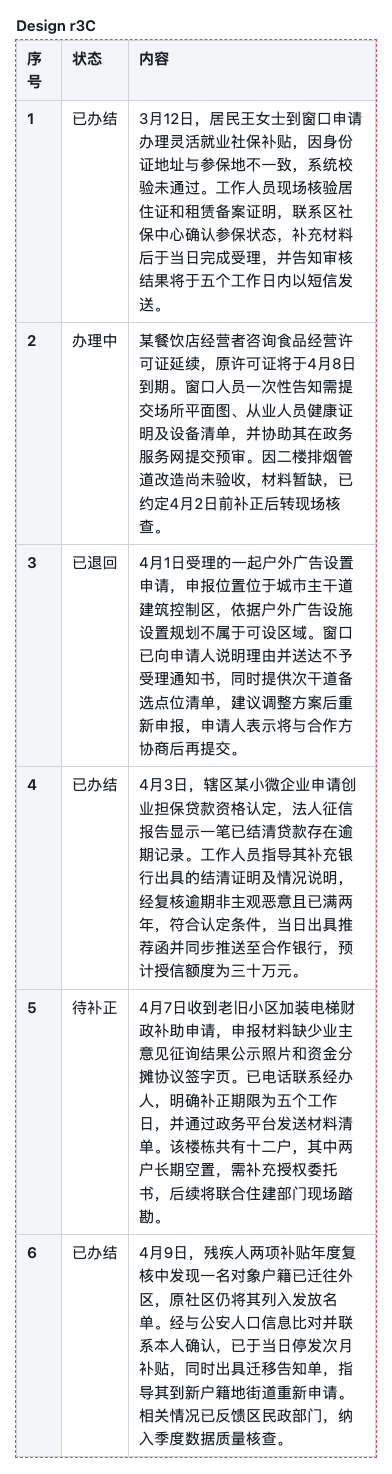 Design r3C
序号 状态 内容
1 已办结 3月12日，居民王女士到窗口申请
办理灵活就业社保补贴，因身份
证地址与参保地不一致，系统校
验未通过。工作人员现场核验居
住证和租赁备案证明，联系区社
保中心确认参保状态，补充材料
后于当日完成受理，并告知审核
结果将于五个工作日内以短信发
送。
2 办理中 某餐饮店经营者咨询食品经营许
可证延续，原许可证将于4月8日
到期。窗口人员一次性告知需提
交场所平面图、从业人员健康证
明及设备清单，并协助其在政务
服务网提交预审。因二楼排烟管
道改造尚未验收，材料暂缺，已
约定4月2日前补正后转现场核
查。
3 已退回 4月1日受理的一起户外广告设置
申请，申报位置位于城市主干道
建筑控制区，依据户外广告设施
设置规划不属于可设区域。窗口
已向申请人说明理由并送达不予
受理通知书，同时提供次干道备
选点位清单，建议调整方案后重
新申报，申请人表示将与合作方
协商后再提交。
4 已办结 4月3日，辖区某小微企业申请创
业担保贷款资格认定，法人征信
报告显示一笔已结清贷款存在逾
期记录。工作人员指导其补充银
行出具的结清证明及情况说明，
经复核逾期非主观恶意且已满两
年，符合认定条件，当日出具推
荐函并同步推送至合作银行，预
计授信额度为三十万元。
5 待补正 4月7日收到老旧小区加装电梯财
政补助申请，申报材料缺少业主
意见征询结果公示照片和资金分
摊协议签字页。已电话联系经办
人，明确补正期限为五个工作
日，并通过政务平台发送材料清
单。该楼栋共有十二户，其中两
户长期空置，需补充授权委托
书，后续将联合住建部门现场踏
勘。
6 已办结 4月9日，残疾人两项补贴年度复
核中发现一名对象户籍已迁往外
区，原社区仍将其列入发放名
单。经与公安人口信息比对并联
系本人确认，已于当日停发次月
补贴，同时出具迁移告知单，指
导其到新户籍地街道重新申请。
相关情况已反馈区民政部门，纳
入季度数据质量核查。